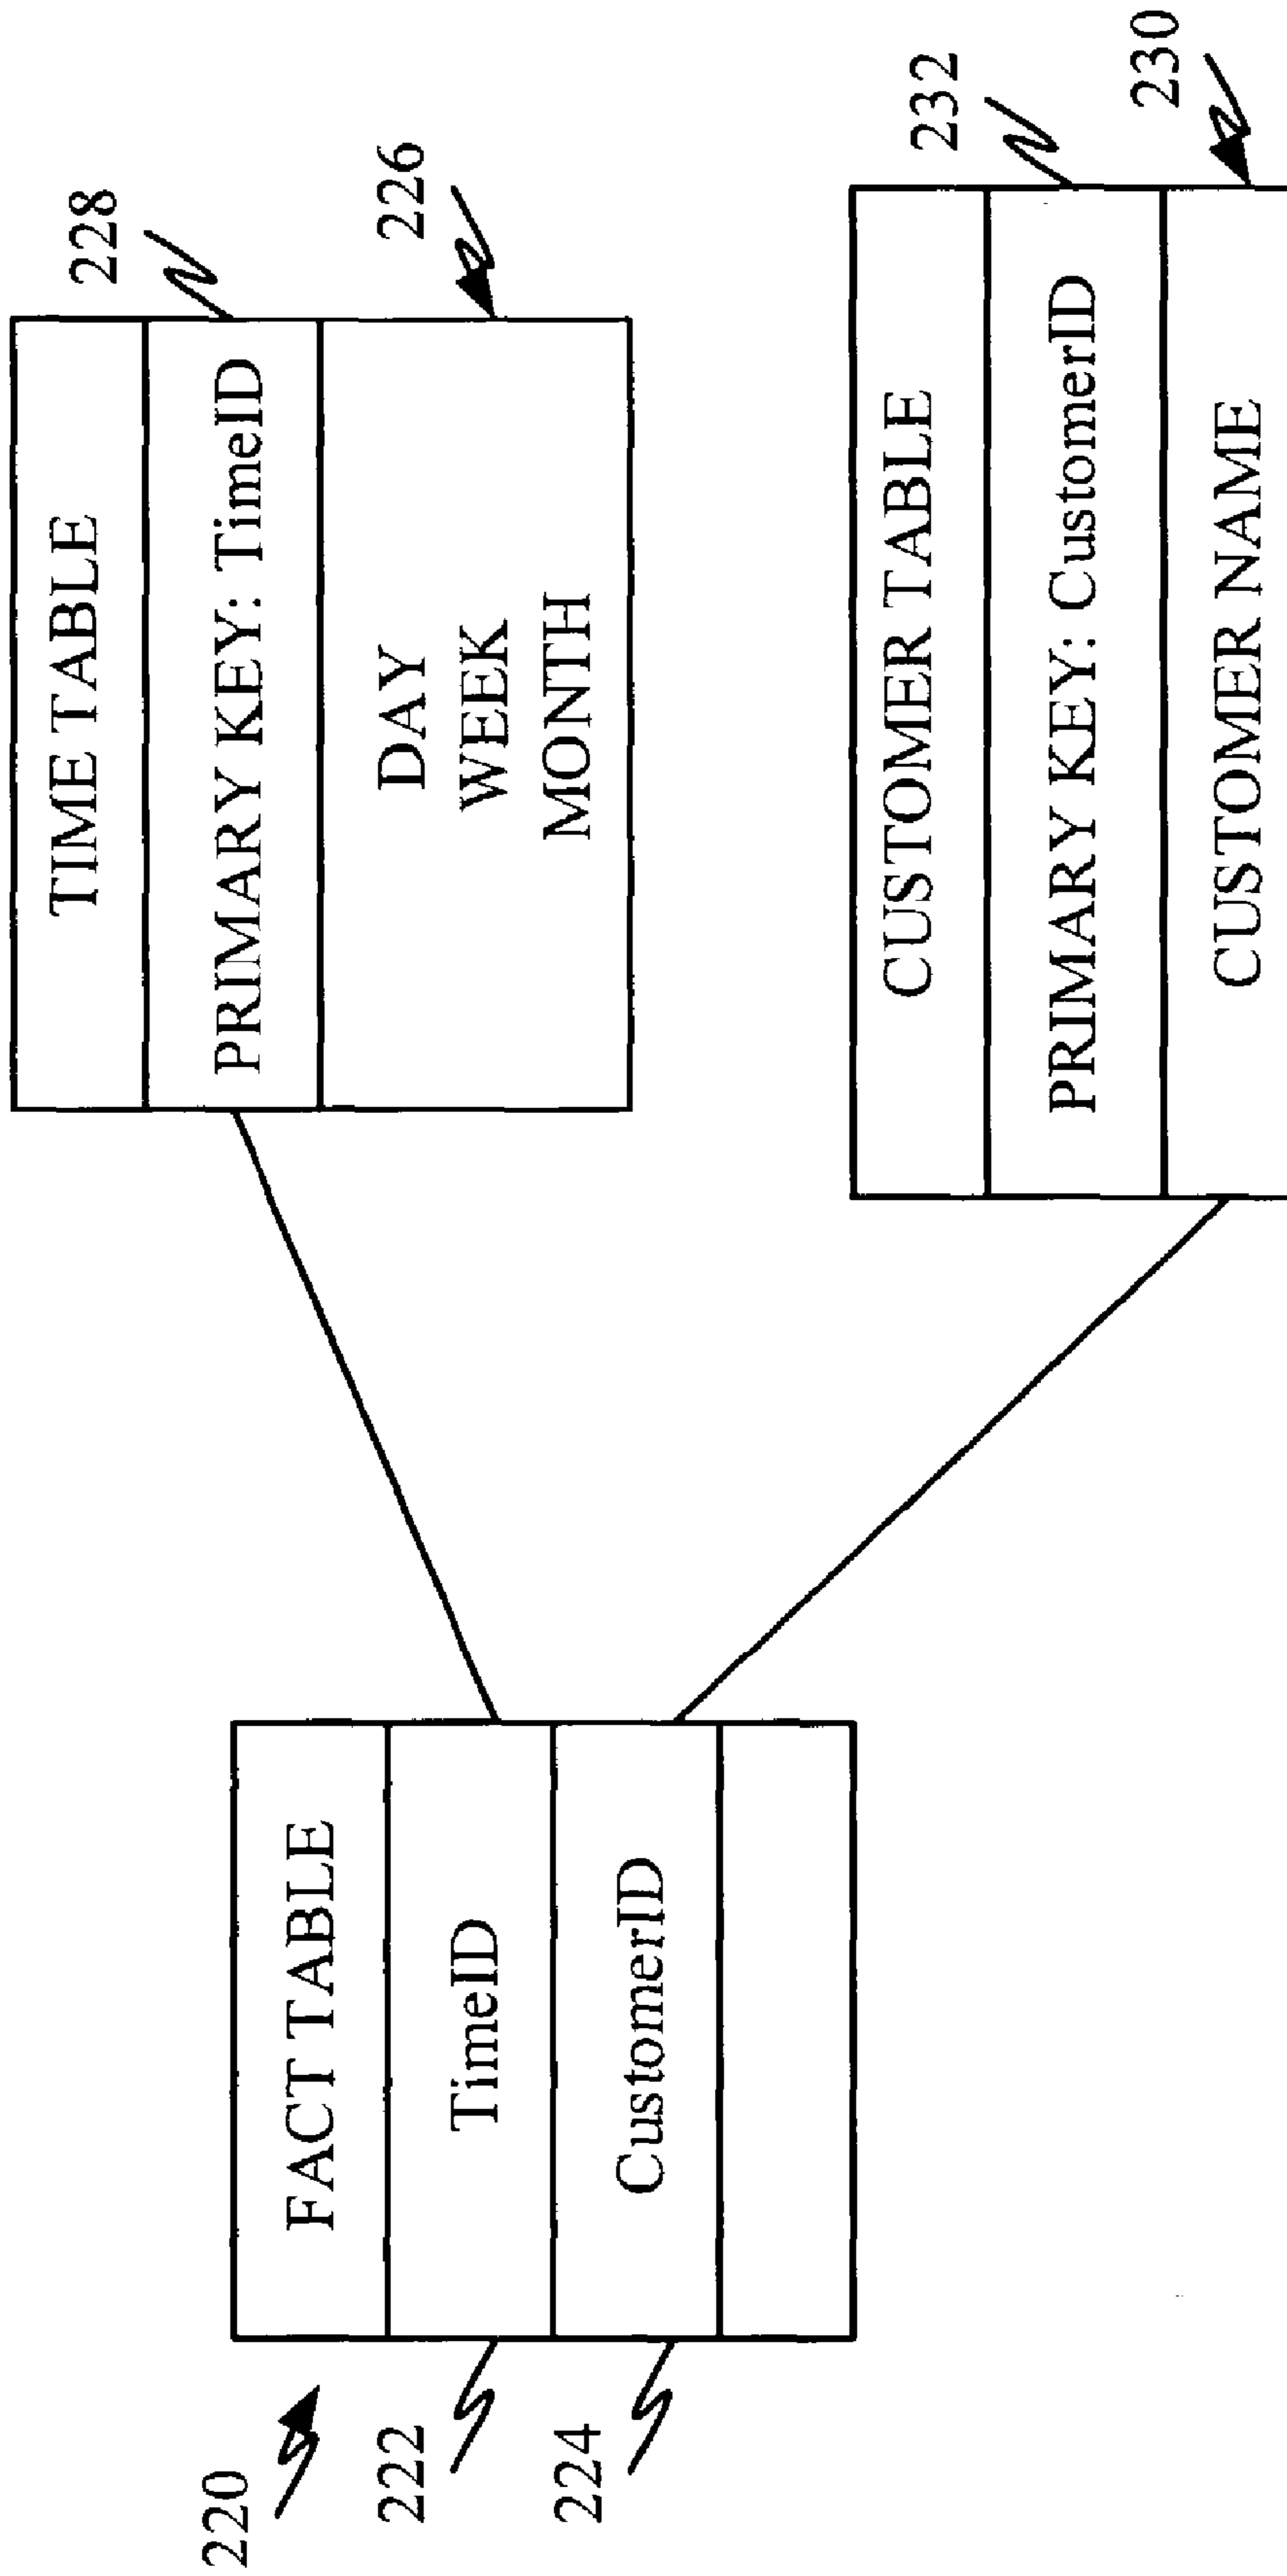 220
FACT TABLE
222
TimeID
224
CustomerID
TIME TABLE
228
PRIMARY KEY: TimeID
226
DAY
WEEK
MONTH
CUSTOMER TABLE
232
PRIMARY KEY: CustomerID
230
CUSTOMER NAME